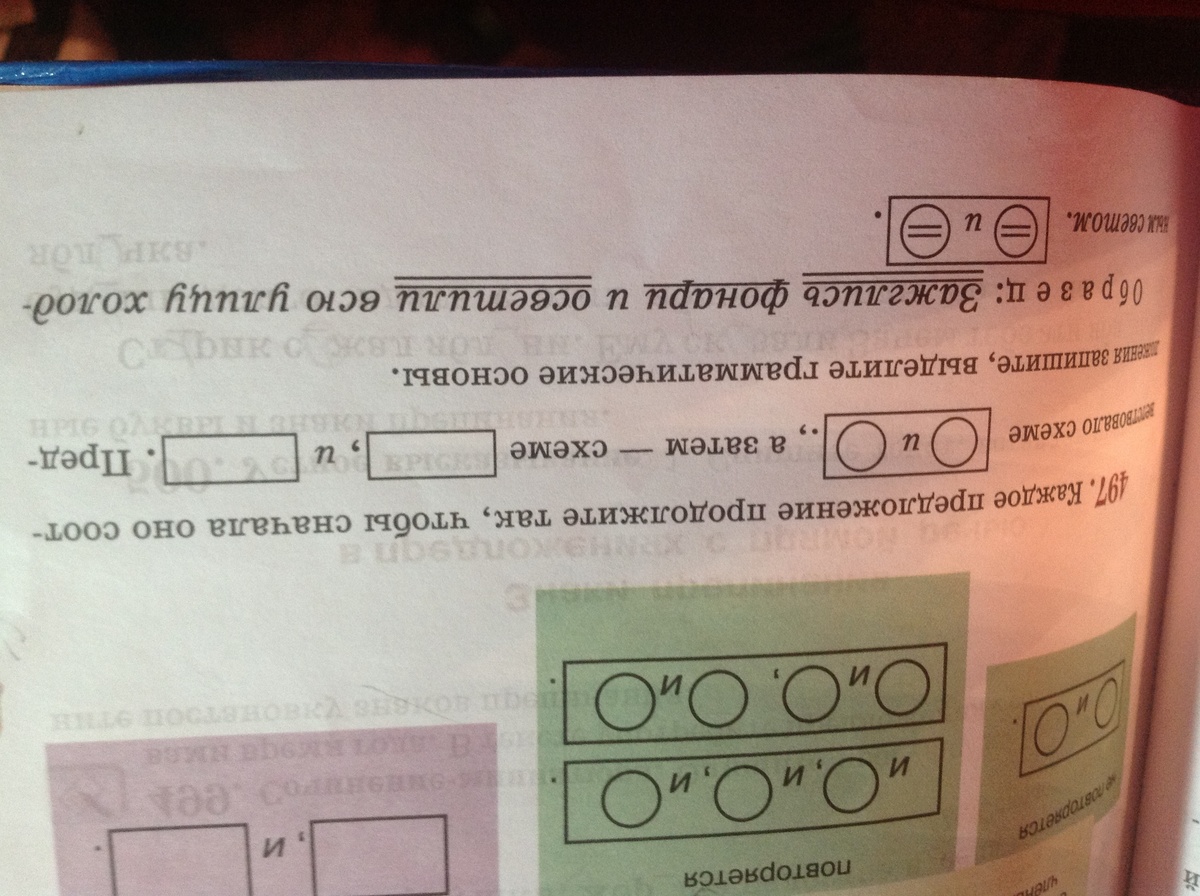 повторяется
не повторяется
и , и , и .
и , и .
и .
, и .
497. Каждое предложение продолжите так, чтобы сначала оно соот-
ветствовало схеме и ., а затем — схеме , и . Пред-
ложения запишите, выделите грамматические основы.
Образец: Зажглись фонари и осветили всю улицу холод-
ным светом. и .